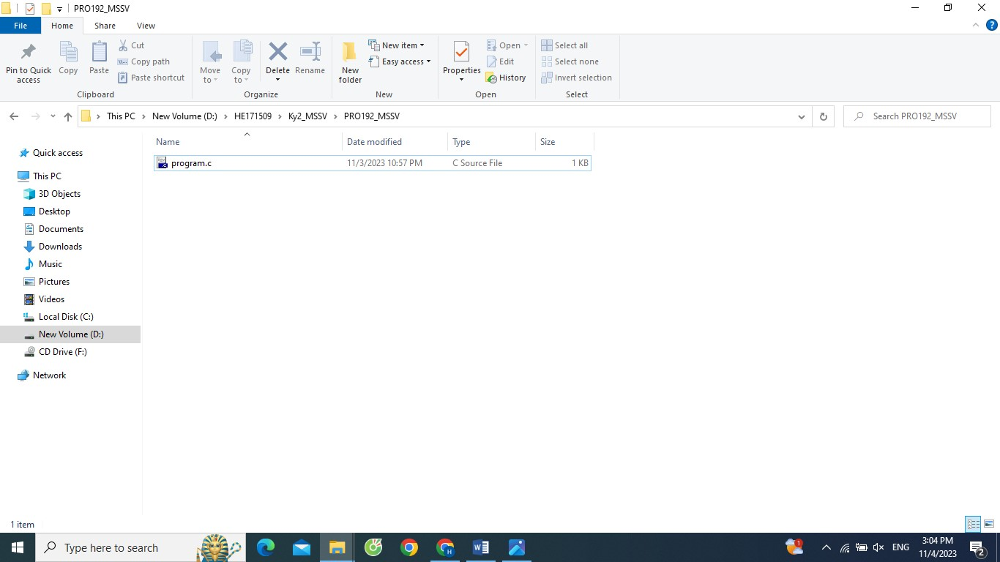 PRO192_MSSV
File Home Share View
Pin to Quick access
Copy
Paste
Cut
Copy path
Paste shortcut
Clipboard
Move to
Copy to
Delete
Rename
Organize
New folder
New item
Easy access
New
Properties
Open
Edit
History
Open
Select all
Select none
Invert selection
Select
This PC New Volume (D:) HE171509 Ky2_MSSV PRO192_MSSV
Search PRO192_MSSV
Name Date modified Type Size
program.c 11/3/2023 10:57 PM C Source File 1 KB
Quick access
This PC
3D Objects
Desktop
Documents
Downloads
Music
Pictures
Videos
Local Disk (C:)
New Volume (D:)
CD Drive (F:)
Network
1 item
Type here to search
1
ENG
3:04 PM
11/4/2023
2